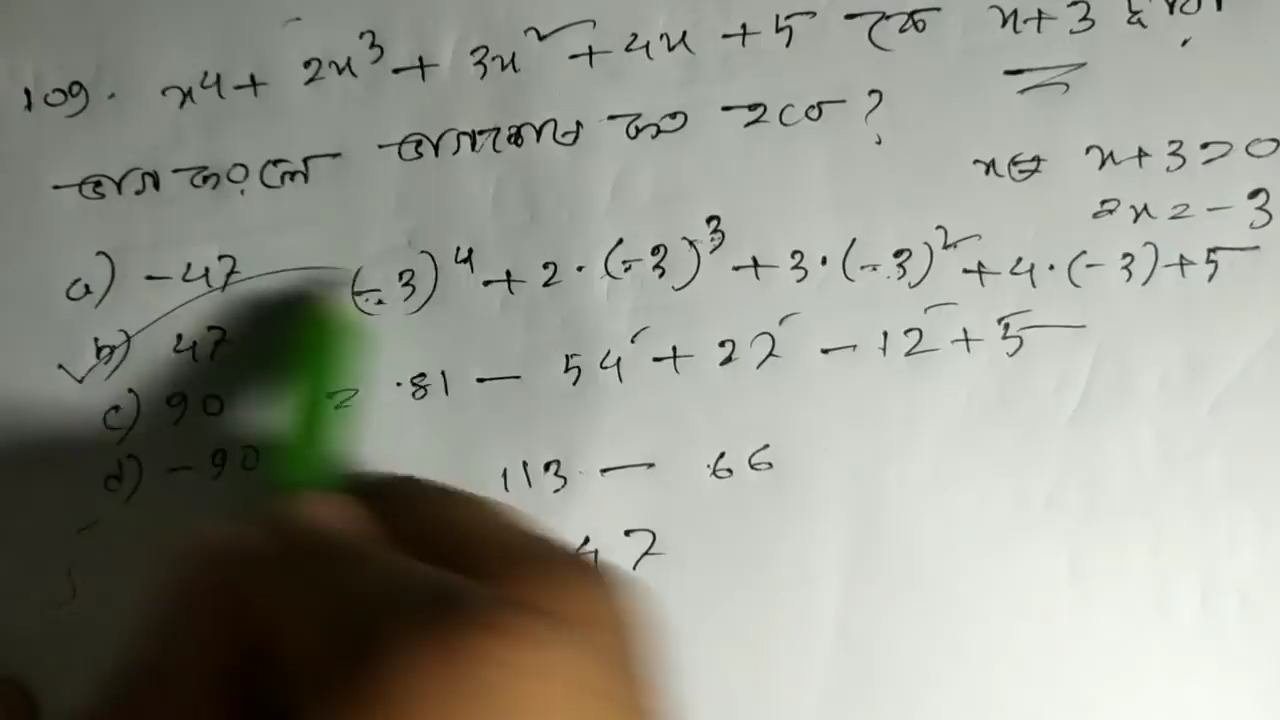 109. x⁴ + 2x³ + 3x² + 4x + 5 কে x+3 দ্বারা
ভাগ করলে ভাগশেষ কত হবে?
x+3=0
x=-3
a) -47
(-3)⁴ + 2·(-3)³ + 3·(-3)² + 4·(-3) + 5
b) 47
= 81 - 54 + 27 - 12 + 5
c) 90
d) -90
113 - 66
47